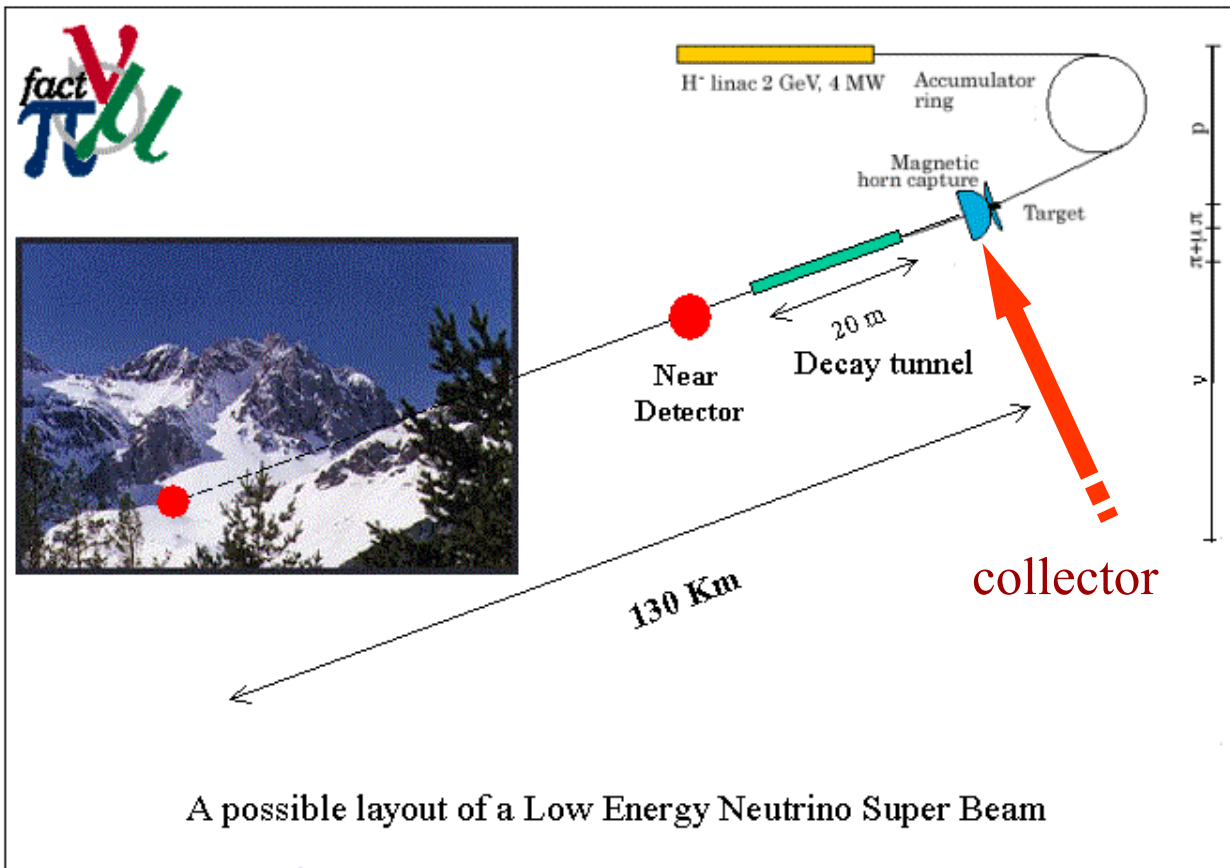 fact
ν
π μ
H⁻ linac 2 GeV, 4 MW
Accumulator
ring
p
Magnetic
horn capture
Target
π
π+μ
20 m
Decay tunnel
Near
Detector
ν
collector
130 Km
A possible layout of a Low Energy Neutrino Super Beam